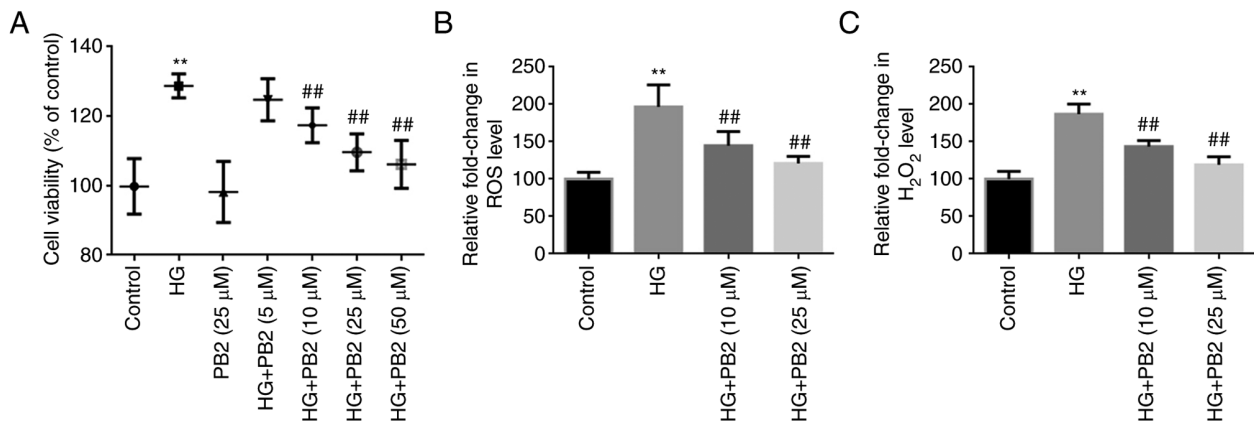 A
Cell viability (% of control)
140
120
100
80
**
##
##
##
Control
HG
PB2 (25 μM)
HG+PB2 (5 μM)
HG+PB2 (10 μM)
HG+PB2 (25 μM)
HG+PB2 (50 μM)
B
Relative fold-change in
ROS level
250
200
150
100
50
0
**
##
##
Control
HG
HG+PB2 (10 μM)
HG+PB2 (25 μM)
C
Relative fold-change in
H₂O₂ level
250
200
150
100
50
0
**
##
##
Control
HG
HG+PB2 (10 μM)
HG+PB2 (25 μM)